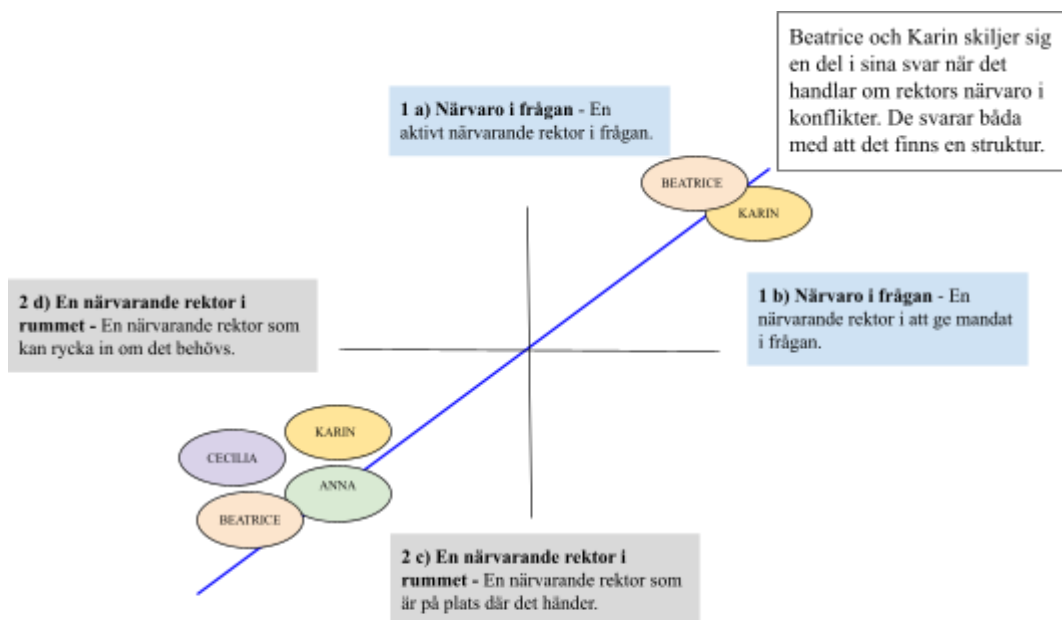 Beatrice och Karin skiljer sig
en del i sina svar när det
handlar om rektors närvaro i
konflikter. De svarar båda
med att det finns en struktur.
1 a) Närvaro i frågan - En
aktivt närvarande rektor i frågan.
BEATRICE
KARIN
2 d) En närvarande rektor i
rummet - En närvarande rektor som
kan rycka in om det behövs.
1 b) Närvaro i frågan - En
närvarande rektor i att ge mandat
i frågan.
KARIN
CECILIA
ANNA
BEATRICE
2 c) En närvarande rektor i
rummet - En närvarande rektor som
är på plats där det händer.